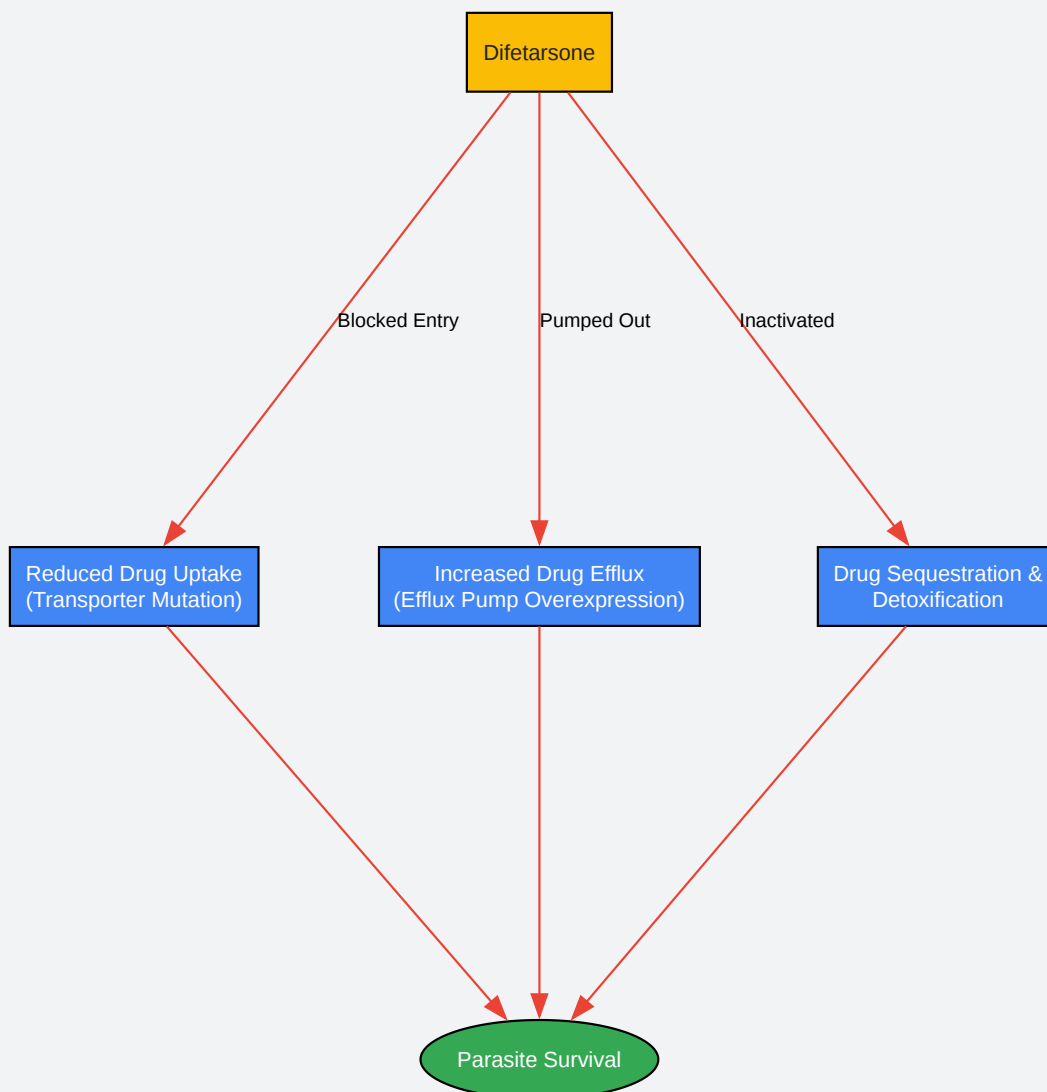 Difetarsone
Blocked Entry
Pumped Out
Inactivated
Reduced Drug Uptake
(Transporter Mutation)
Increased Drug Efflux
(Efflux Pump Overexpression)
Drug Sequestration &
Detoxification
Parasite Survival